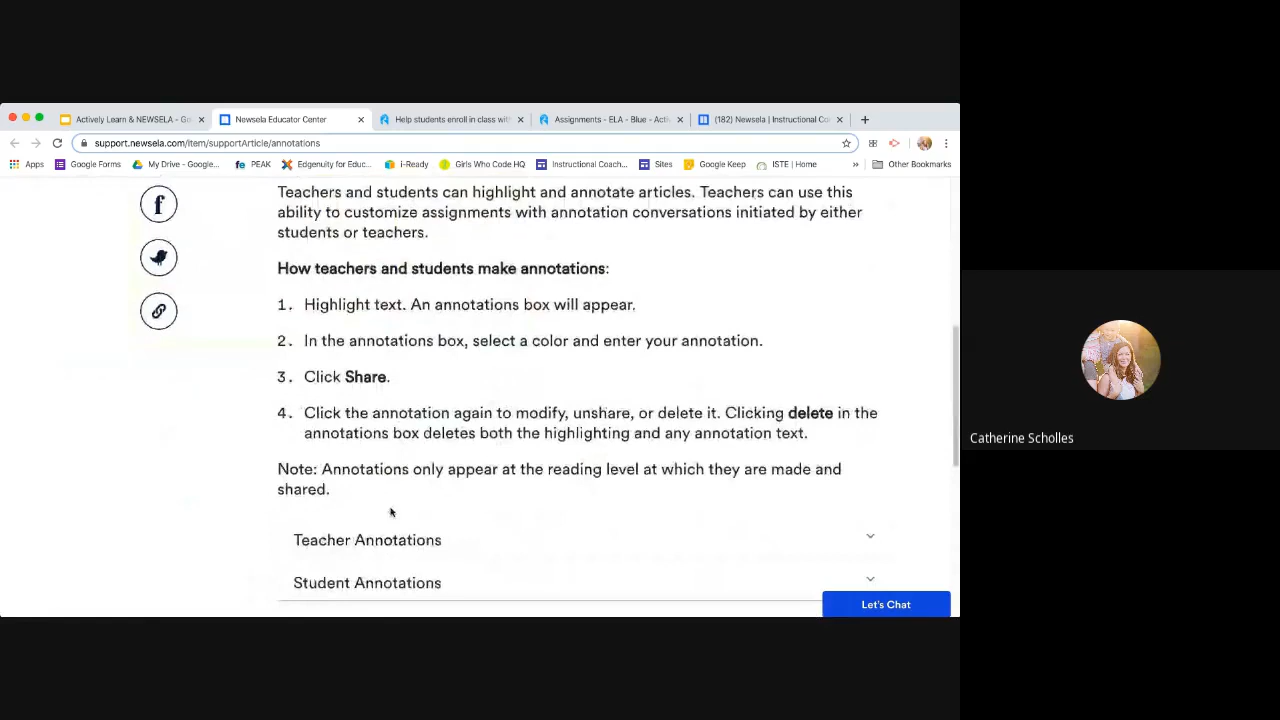 Actively Learn & NEWSELA - Go
Newsela Educator Center
Help students enroll in class wit
Assignments - ELA - Blue - Activ
(182) Newsela | Instructional Co
support.newsela.com/item/supportArticle/annotations
Apps
Google Forms
My Drive - Google...
fe PEAK
Edgenuity for Educ...
i-Ready
Girls Who Code HQ
Instructional Coach...
Sites
Google Keep
ISTE | Home
»
Other Bookmarks
Teachers and students can highlight and annotate articles. Teachers can use this
ability to customize assignments with annotation conversations initiated by either
students or teachers.
How teachers and students make annotations:
1. Highlight text. An annotations box will appear.
2. In the annotations box, select a color and enter your annotation.
3. Click Share.
4. Click the annotation again to modify, unshare, or delete it. Clicking delete in the
annotations box deletes both the highlighting and any annotation text.
Note: Annotations only appear at the reading level at which they are made and
shared.
Teacher Annotations
Student Annotations
Let's Chat
Catherine Scholles